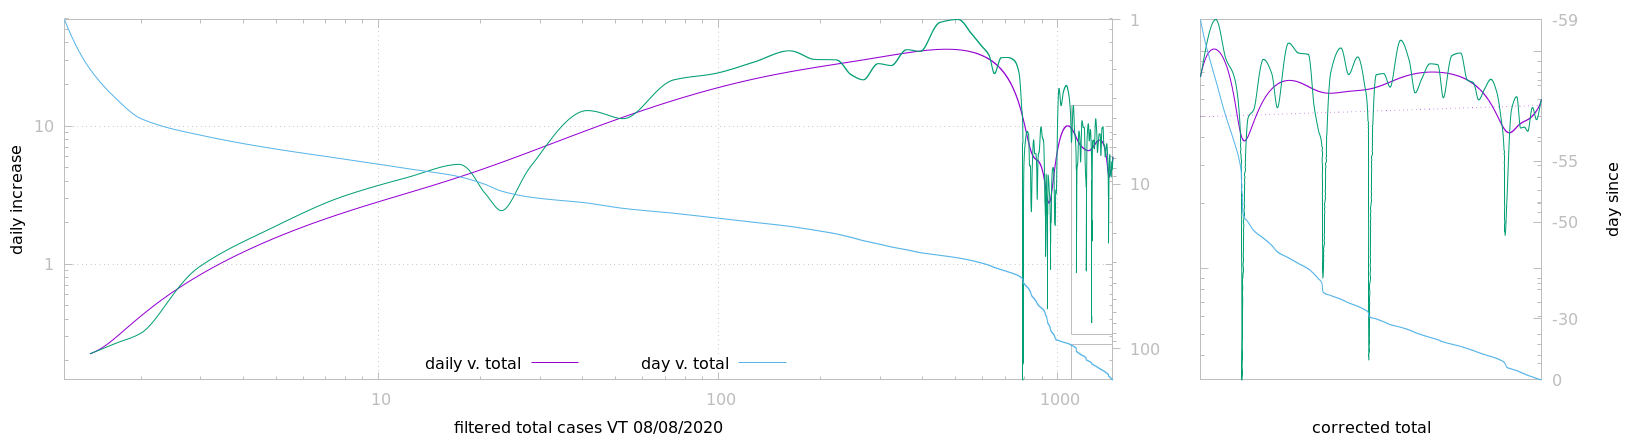 daily increase
10
1
daily v. total
day v. total
10
100
1000
filtered total cases VT 08/08/2020
1
10
100
-59
-55
-50
-30
0
day since
corrected total